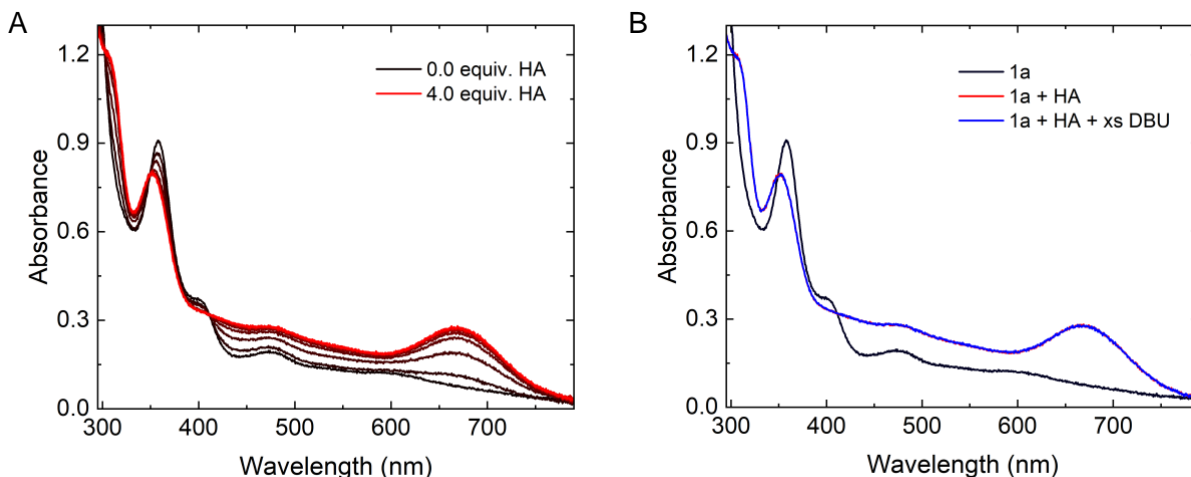 A
1.2
0.9
0.6
0.3
0.0
Absorbance
0.0 equiv. HA
4.0 equiv. HA
300 400 500 600 700
Wavelength (nm)
B
1.2
0.9
0.6
0.3
0.0
Absorbance
1a
1a + HA
1a + HA + xs DBU
300 400 500 600 700
Wavelength (nm)